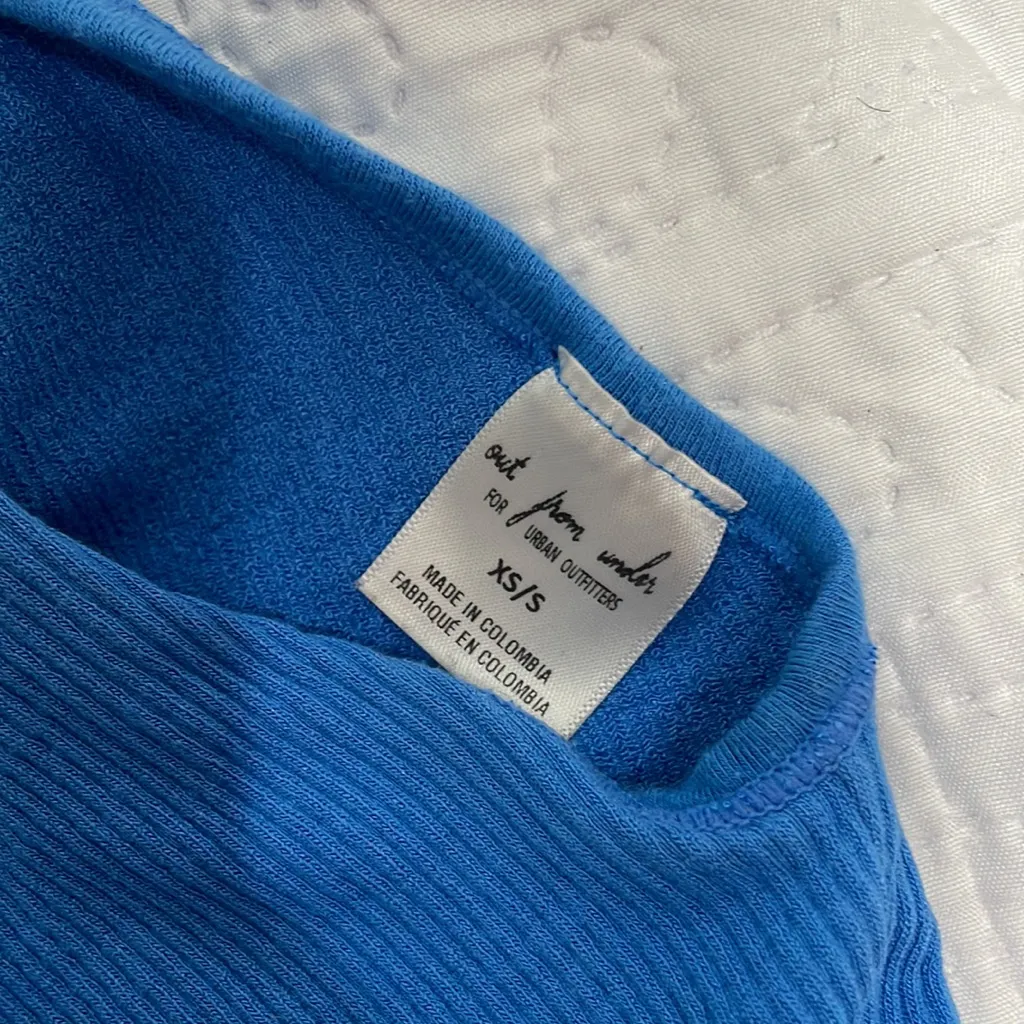 out from under
FOR URBAN OUTFITTERS
XS/S
MADE IN COLOMBIA
FABRIQUÉ EN COLOMBIA